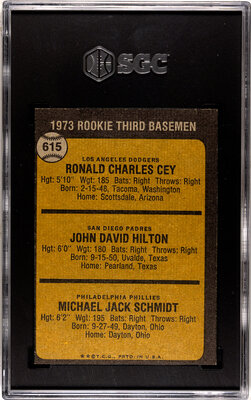 SGC
1973 ROOKIE THIRD BASEMEN
615
LOS ANGELES DODGERS
RONALD CHARLES CEY
Hgt: 5'10" Wgt: 185 Bats: Right Throws: Right
Born: 2-15-48, Tacoma, Washington
Home: Scottsdale, Arizona
SAN DIEGO PADRES
JOHN DAVID HILTON
Hgt: 6'0" Wgt: 180 Bats: Right Throws: Right
Born: 9-15-50, Uvalde, Texas
Home: Pearland, Texas
PHILADELPHIA PHILLIES
MICHAEL JACK SCHMIDT
Hgt: 6'2" Wgt: 195 Bats: Right Throws: Right
Born: 9-27-49, Dayton, Ohio
Home: Dayton, Ohio
© T.C.G. PRTD. IN U.S.A.